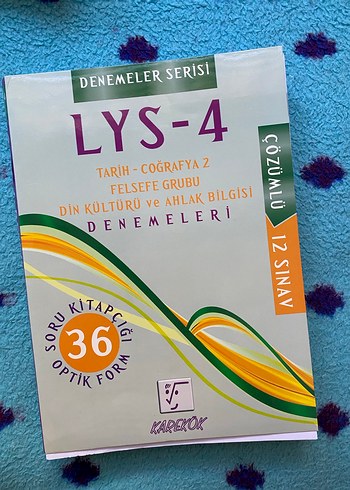 DENEMELER SERİSİ
LYS-4
TARİH - COĞRAFYA 2
FELSEFE GRUBU
DİN KÜLTÜRÜ ve AHLAK BİLGİSİ
DENEMELERİ
ÇÖZÜMLÜ
12 SINAV
SORU KİTAPÇIĞI
36
OPTİK FORM
KAREKÖK